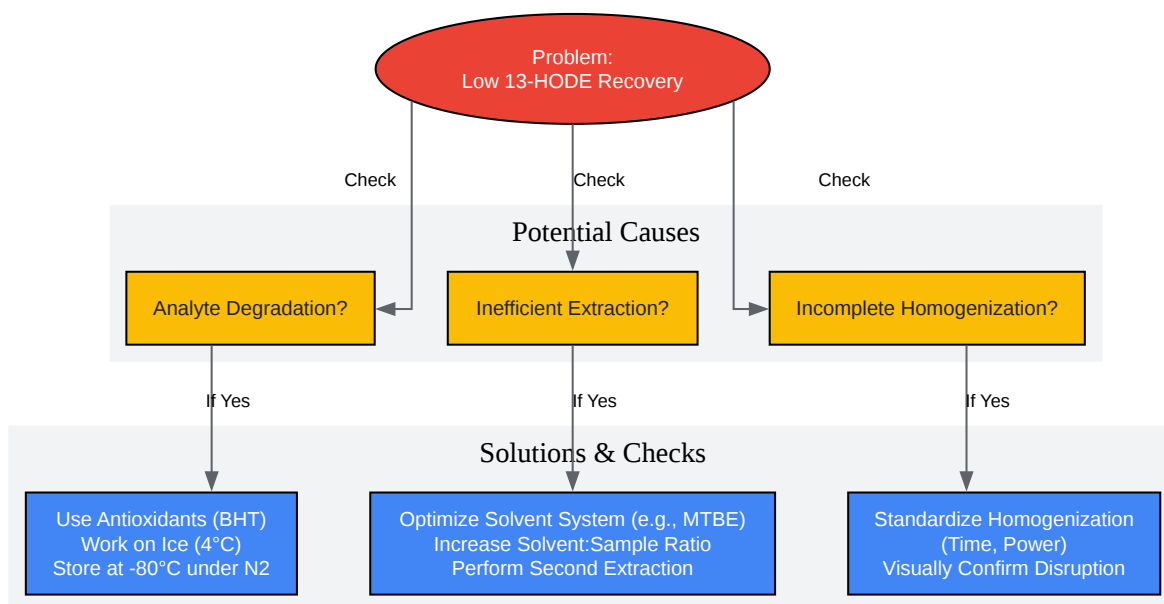 Problem:
Low 13-HODE Recovery
Check
Check
Check
Potential Causes
Analyte Degradation?
Inefficient Extraction?
Incomplete Homogenization?
If Yes
If Yes
If Yes
Solutions & Checks
Use Antioxidants (BHT)
Work on Ice (4°C)
Store at -80°C under N2
Optimize Solvent System (e.g., MTBE)
Increase Solvent:Sample Ratio
Perform Second Extraction
Standardize Homogenization
(Time, Power)
Visually Confirm Disruption